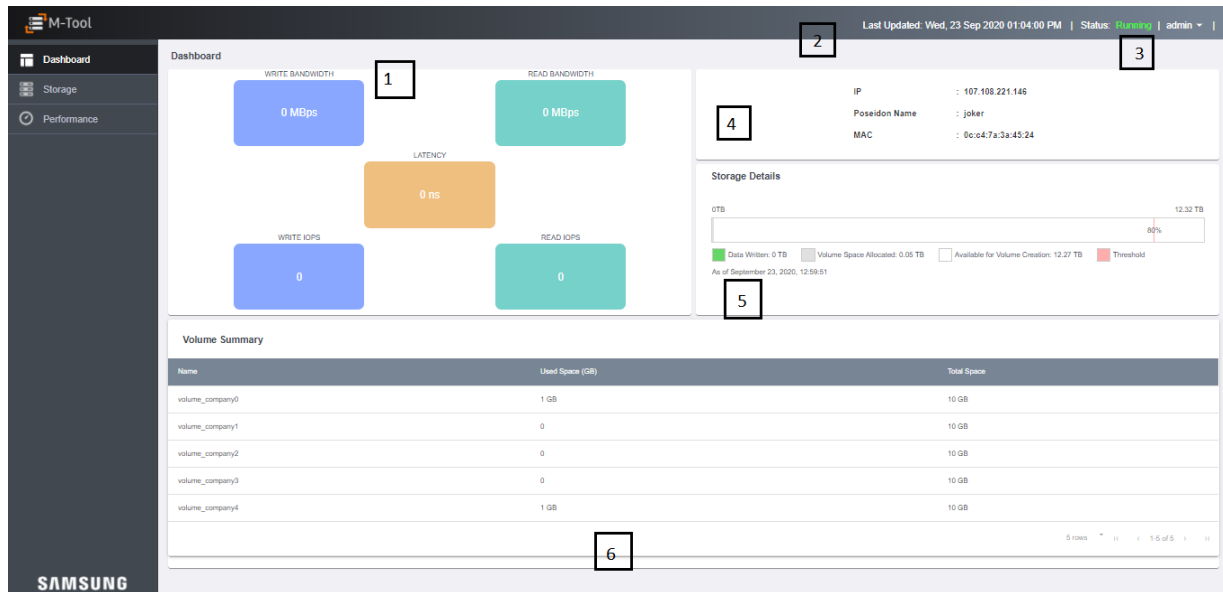 M-Tool
Last Updated: Wed, 23 Sep 2020 01:04:00 PM | Status: Running | admin |
2
3
Dashboard
Storage
Performance
Dashboard
1
WRITE BANDWIDTH
0 MBps
READ BANDWIDTH
0 MBps
LATENCY
0 ns
WRITE IOPS
0
READ IOPS
0
4
IP : 107.108.221.146
Poseidon Name : joker
MAC : 0c:c4:7a:3a:45:24
Storage Details
0TB 12.32 TB
80%
Data Written: 0 TB Volume Space Allocated: 0.05 TB Available for Volume Creation: 12.27 TB Threshold
As of September 23, 2020, 12:59:51
5
Volume Summary
Name Used Space (GB) Total Space
volume_company0 1 GB 10 GB
volume_company1 0 10 GB
volume_company2 0 10 GB
volume_company3 0 10 GB
volume_company4 1 GB 10 GB
5 rows 1-5 of 5
6
SAMSUNG